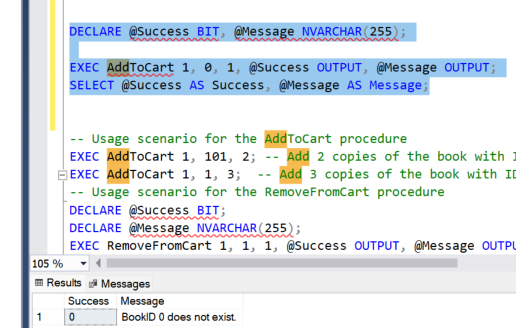 DECLARE @Success BIT, @Message NVARCHAR(255);
EXEC AddToCart 1, 0, 1, @Success OUTPUT, @Message OUTPUT;
SELECT @Success AS Success, @Message AS Message;
-- Usage scenario for the AddToCart procedure
EXEC AddToCart 1, 101, 2; -- Add 2 copies of the book with
EXEC AddToCart 1, 1, 3;  -- Add 3 copies of the book with ID
-- Usage scenario for the RemoveFromCart procedure
DECLARE @Success BIT;
DECLARE @Message NVARCHAR(255);
EXEC RemoveFromCart 1, 1, 1, @Success OUTPUT, @Message OUTPU
105 %
Results Messages
Success Message
1 0 BookID 0 does not exist.